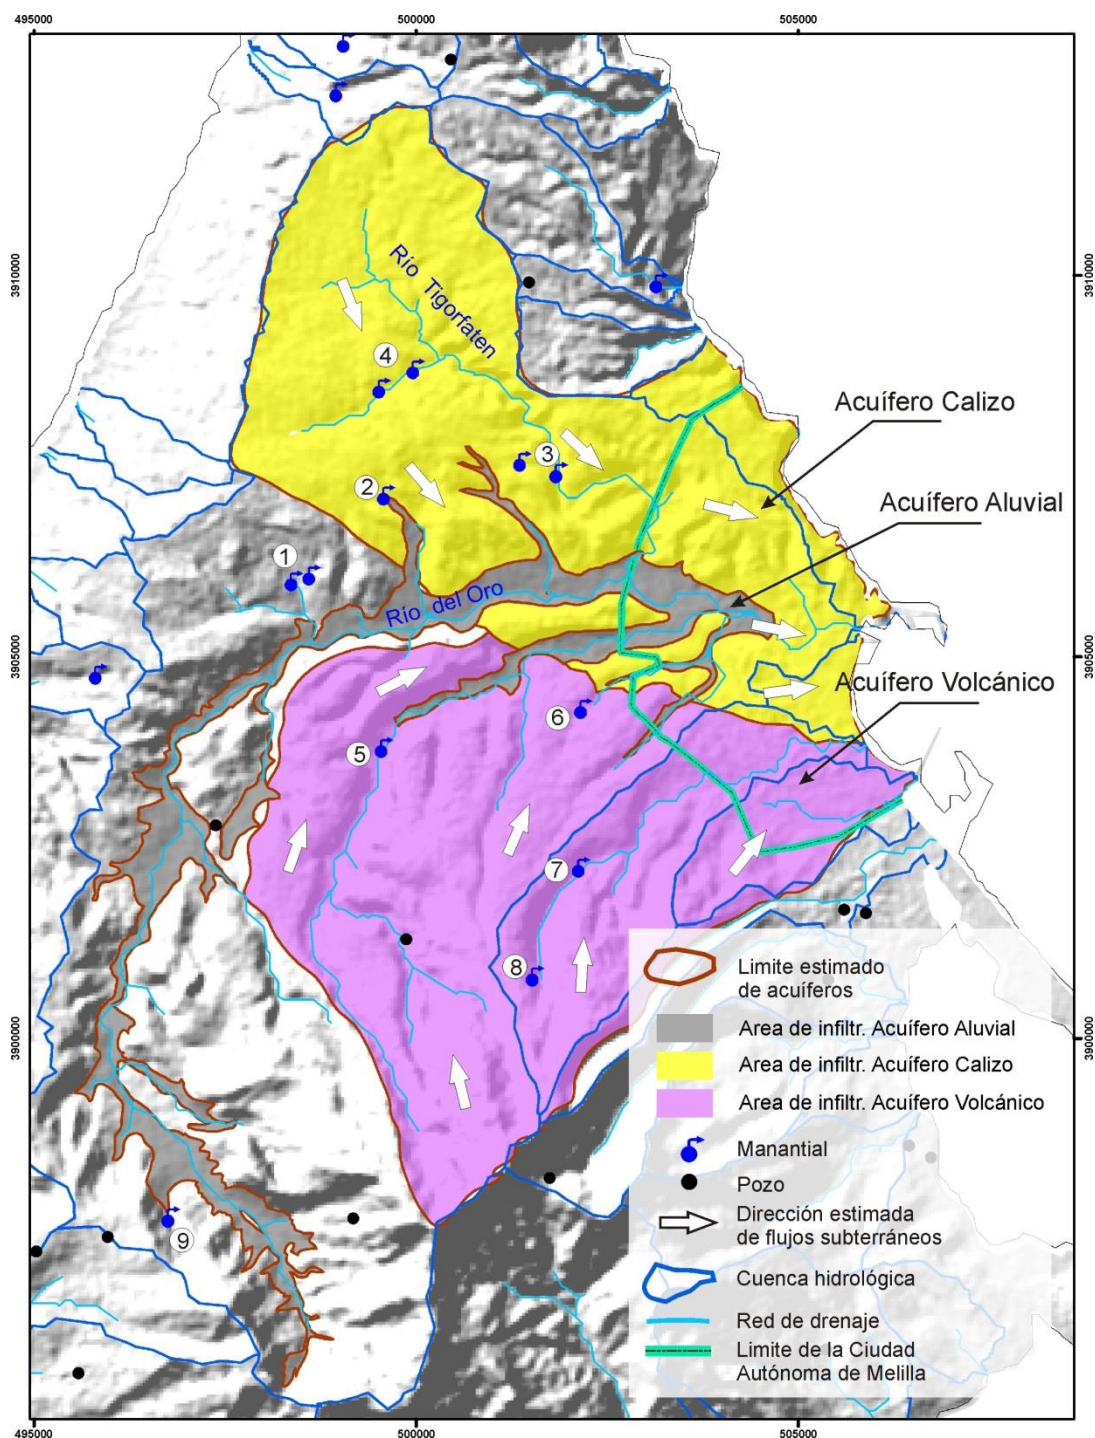 495000
500000
505000
3910000
3910000
Río Tigorfaten
4
Acuífero Calizo
3
2
Acuífero Aluvial
1
Río del Oro
3905000
3905000
Acuífero Volcánico
6
5
7
8
Limite estimado
de acuíferos
Area de infiltr. Acuífero Aluvial
3900000
3900000
Area de infiltr. Acuífero Calizo
Area de infiltr. Acuífero Volcánico
Manantial
Pozo
Dirección estimada
de flujos subterráneos
9
Cuenca hidrológica
Red de drenaje
Limite de la Ciudad
Autónoma de Melilla
495000
500000
505000